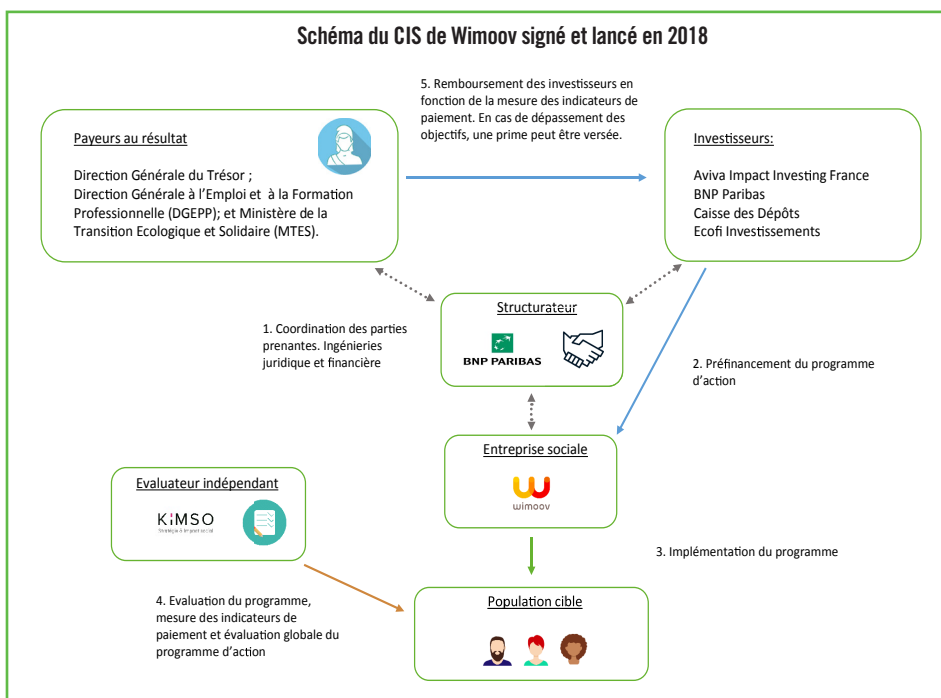 Schéma du CIS de Wimoov signé et lancé en 2018
5. Remboursement des investisseurs en
fonction de la mesure des indicateurs de
paiement. En cas de dépassement des
objectifs, une prime peut être versée.
Payeurs au résultat
Direction Générale du Trésor ;
Direction Générale à l'Emploi et à la Formation
Professionnelle (DGEPP); et Ministère de la
Transition Ecologique et Solidaire (MTES).
Investisseurs:
Aviva Impact Investing France
BNP Paribas
Caisse des Dépôts
Ecofi Investissements
Structurateur
BNP PARIBAS
1. Coordination des parties
prenantes. Ingénieries
juridique et financière
2. Préfinancement du programme
d'action
Entreprise sociale
wimoov
Evaluateur indépendant
KIMSO
Stratégie & impact social
3. Implémentation du programme
4. Evaluation du programme,
mesure des indicateurs de
paiement et évaluation globale du
programme d'action
Population cible